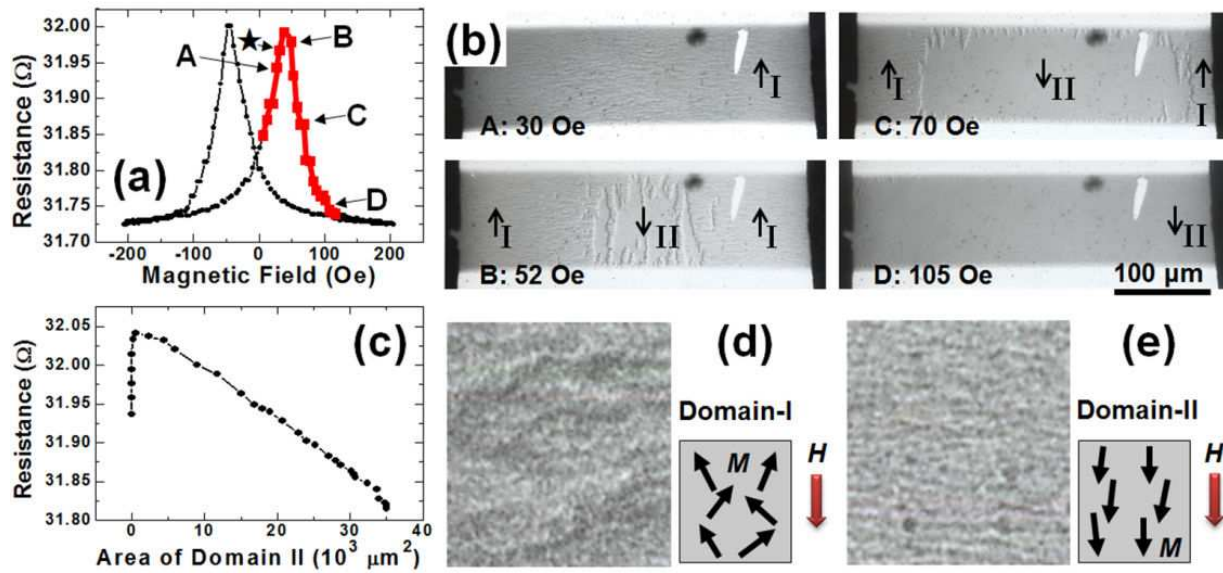 (a)
Resistance (Ω)
32.00
31.95
31.90
31.85
31.80
31.75
31.70
-200 -100 0 100 200
Magnetic Field (Oe)
★
A
B
C
D
(b)
I
A: 30 Oe
I
II
I
C: 70 Oe
I
II
I
B: 52 Oe
II
D: 105 Oe
100 μm
(c)
Resistance (Ω)
32.05
32.00
31.95
31.90
31.85
31.80
0 10 20 30 40
Area of Domain II (10³ μm²)
(d)
Domain-I
M
H
(e)
Domain-II
M
H